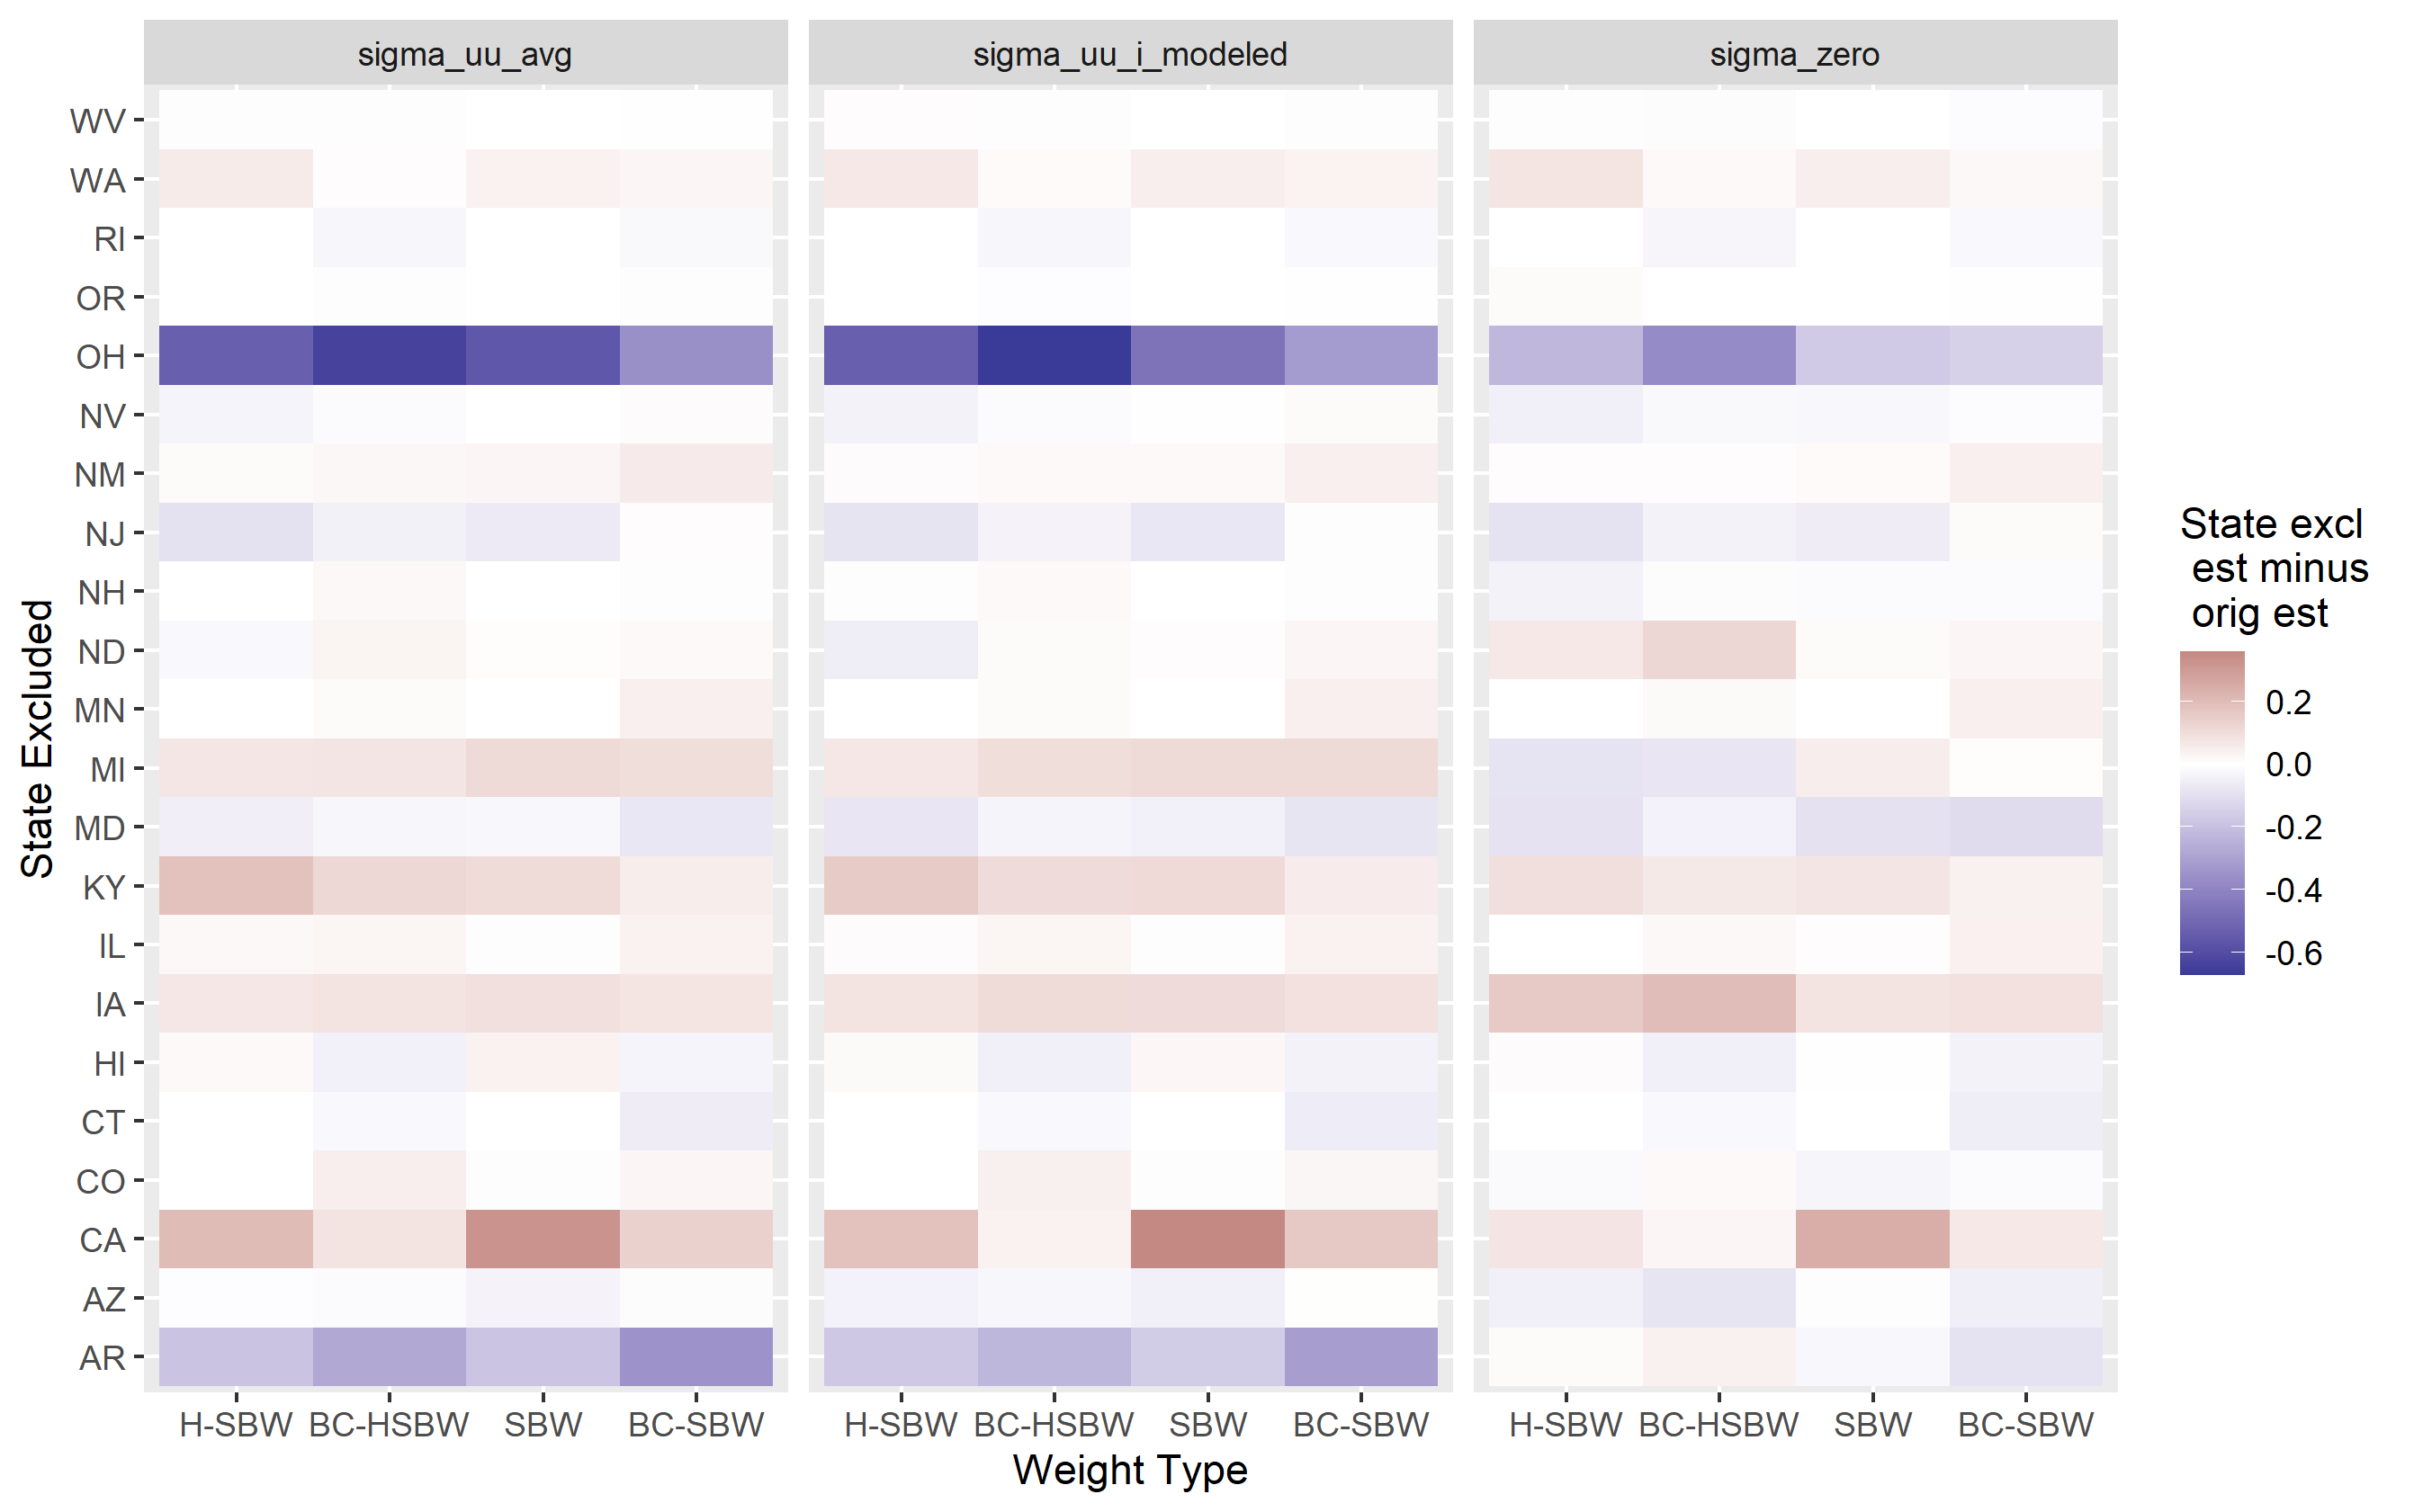 sigma_uu_avg
sigma_uu_i_modeled
sigma_zero
State Excluded
WV
WA
RI
OR
OH
NV
NM
NJ
NH
ND
MN
MI
MD
KY
IL
IA
HI
CT
CO
CA
AZ
AR
H-SBW BC-HSBW SBW BC-SBW
H-SBW BC-HSBW SBW BC-SBW
H-SBW BC-HSBW SBW BC-SBW
Weight Type
State excl
est minus
orig est
0.2
0.0
-0.2
-0.4
-0.6